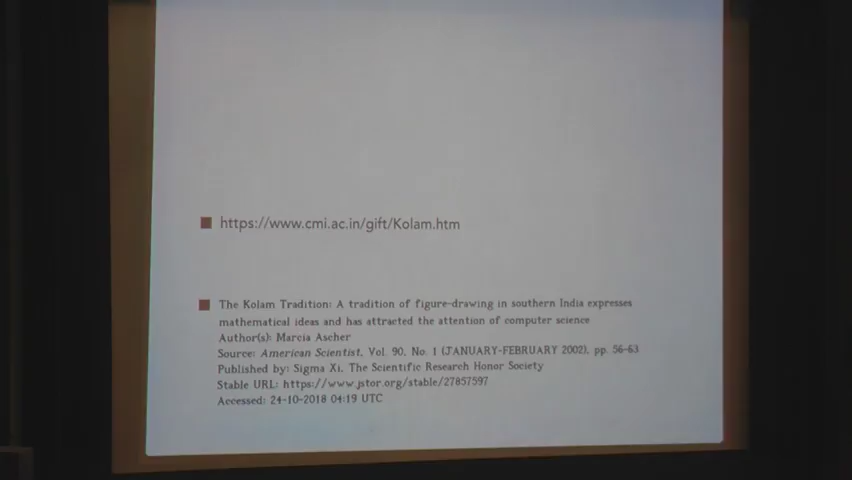 https://www.cmi.ac.in/gift/Kolam.htm
The Kolam Tradition: A tradition of figure-drawing in southern India expresses
mathematical ideas and has attracted the attention of computer science
Author(s): Marcia Ascher
Source: American Scientist, Vol. 90, No. 1 (JANUARY-FEBRUARY 2002), pp. 56-63
Published by: Sigma Xi, The Scientific Research Honor Society
Stable URL: https://www.jstor.org/stable/27857597
Accessed: 24-10-2018 04:19 UTC